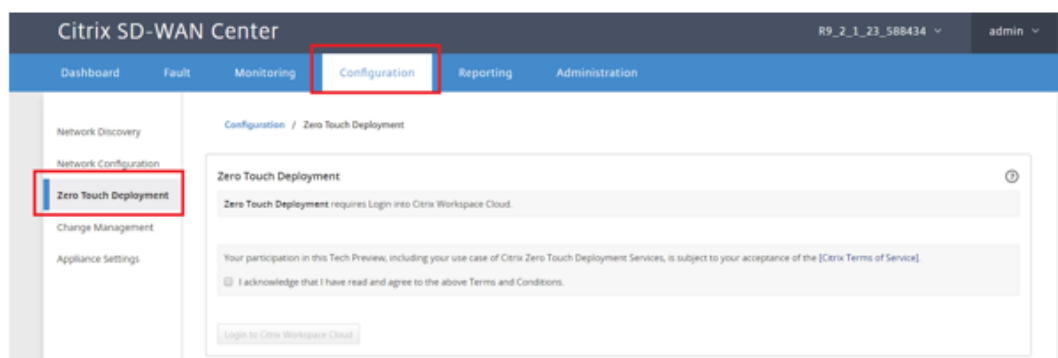 Citrix SD-WAN Center
R9_2_1_23_588434
admin
Dashboard
Fault
Monitoring
Configuration
Reporting
Administration
Network Discovery
Network Configuration
Zero Touch Deployment
Change Management
Appliance Settings
Configuration / Zero Touch Deployment
Zero Touch Deployment
Zero Touch Deployment requires Login into Citrix Workspace Cloud.
Your participation in this Tech Preview, including your use case of Citrix Zero Touch Deployment Services, is subject to your acceptance of the [Citrix Terms of Service].
I acknowledge that I have read and agree to the above Terms and Conditions.
Login to Citrix Workspace Cloud